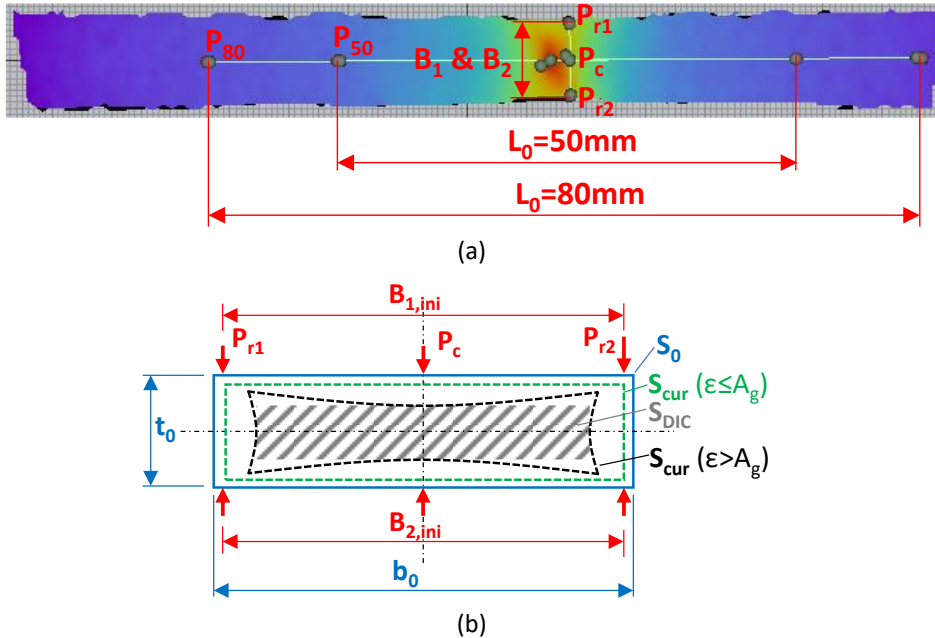 P80 P50 B1 & B2 Pr1
Pc
Pr2
L0=50mm
L0=80mm
(a)
B1,ini
Pr1 Pc Pr2 S0
Scur (ε≤Ag)
SDIC
t0
Scur (ε>Ag)
B2,ini
b0
(b)